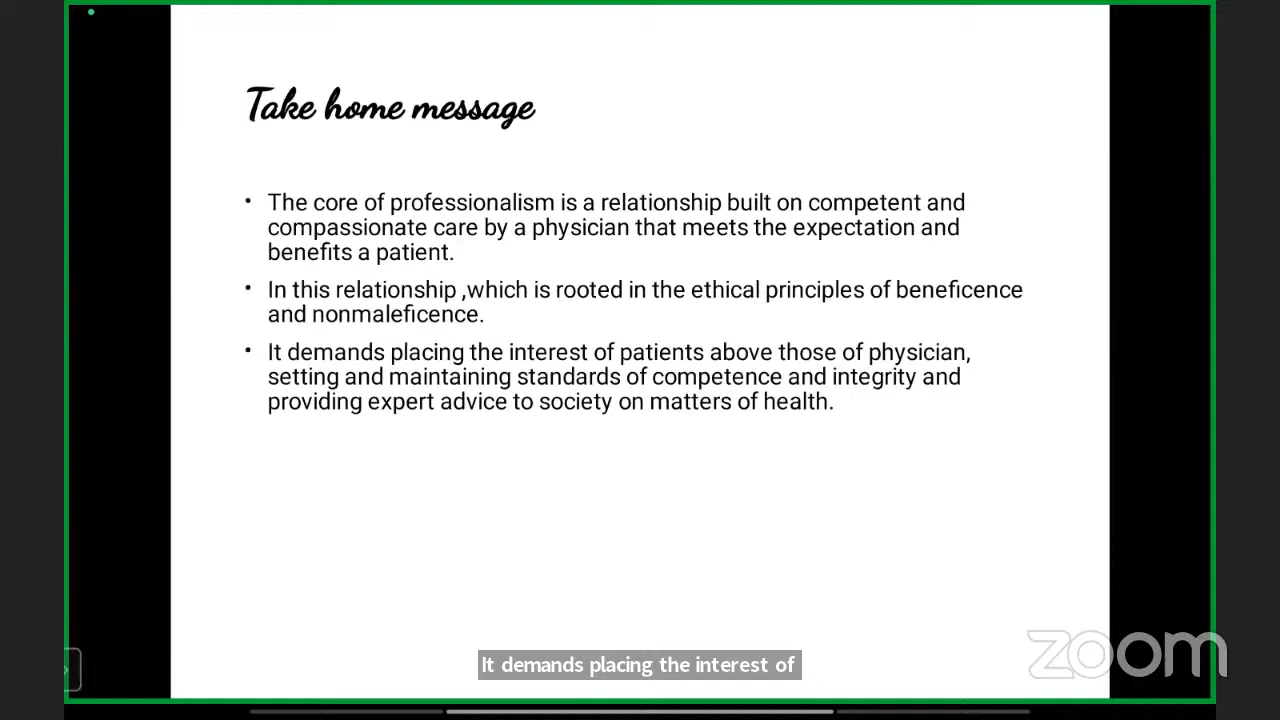 Take home message
• The core of professionalism is a relationship built on competent and
compassionate care by a physician that meets the expectation and
benefits a patient.
• In this relationship ,which is rooted in the ethical principles of beneficence
and nonmaleficence.
• It demands placing the interest of patients above those of physician,
setting and maintaining standards of competence and integrity and
providing expert advice to society on matters of health.
It demands placing the interest of
zoom